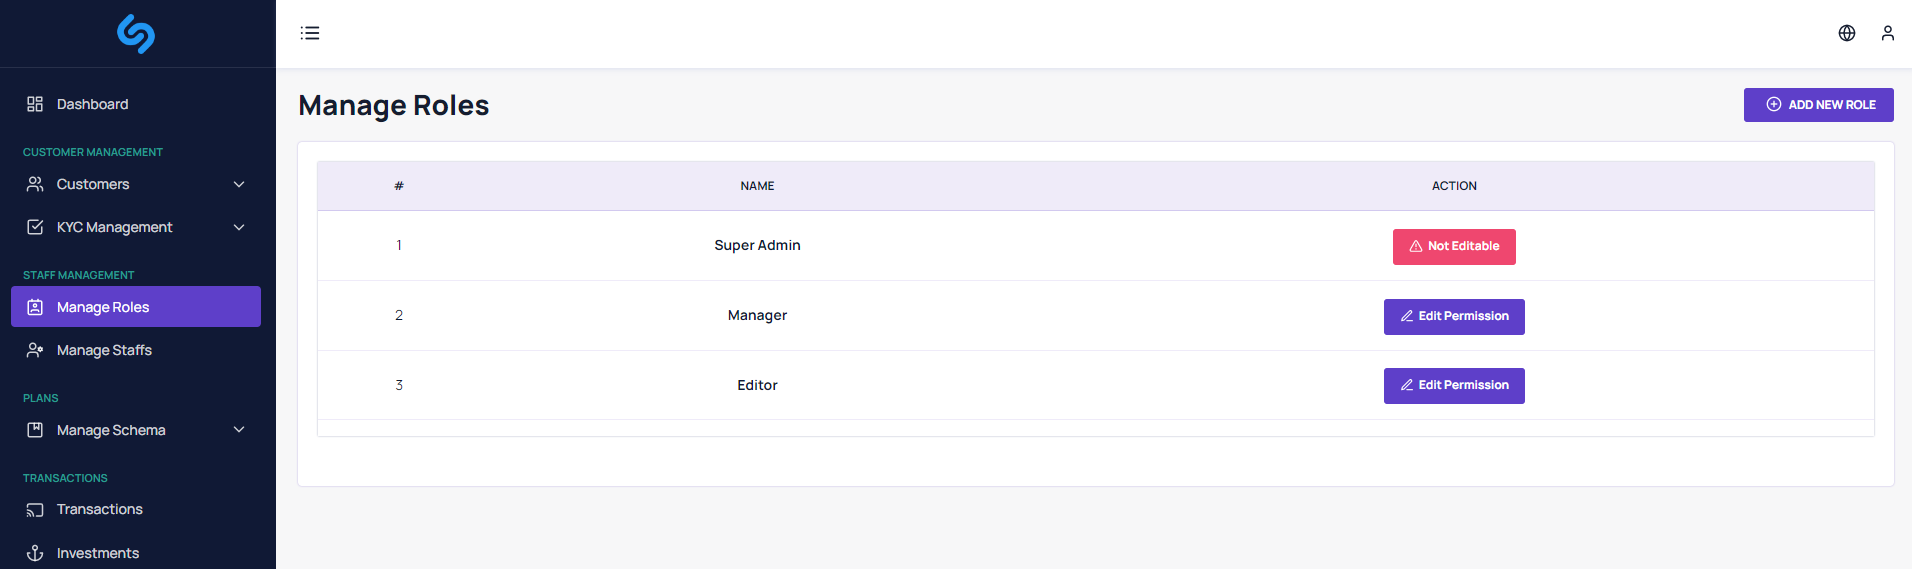 Dashboard
CUSTOMER MANAGEMENT
Customers
KYC Management
STAFF MANAGEMENT
Manage Roles
Manage Staffs
PLANS
Manage Schema
TRANSACTIONS
Transactions
Investments
Manage Roles
ADD NEW ROLE
# NAME ACTION
1 Super Admin Not Editable
2 Manager Edit Permission
3 Editor Edit Permission